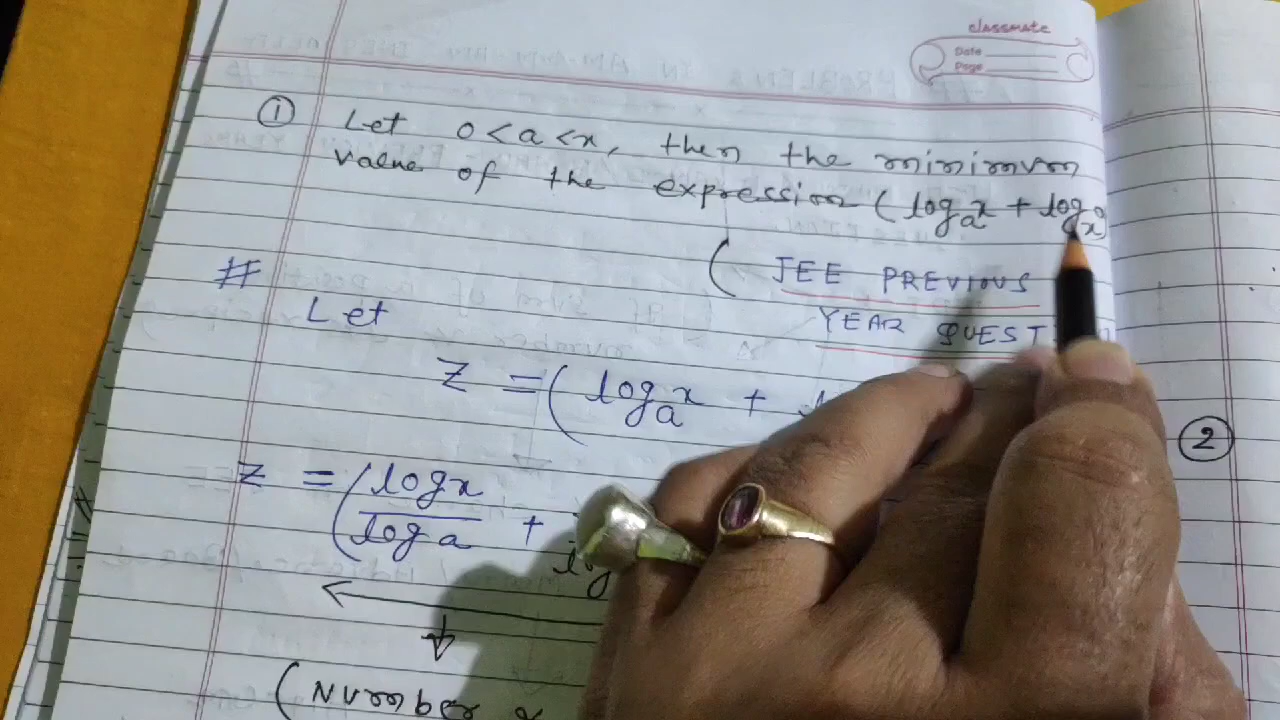 classmate
Date
Page
① Let 0<a<x, then the minimum
value of the expression (logₐx + logₓa)
( JEE PREVIOUS
YEAR QUEST
# Let
Z = ( logₐx +
z = ( log x / log a +
(Number
②